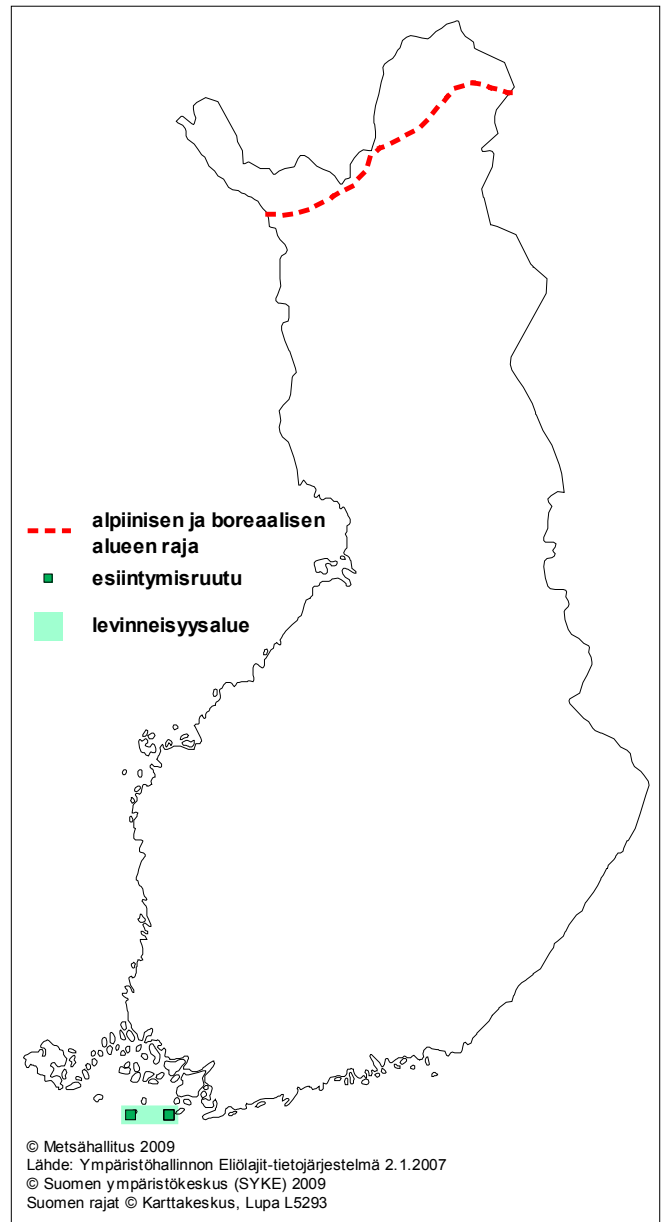 alpiinisen ja boreaalisen
alueen raja
esiintymisruutu
levinneisyysalue
© Metsähallitus 2009
Lähde: Ympäristöhallinnon Eliölajit-tietojärjestelmä 2.1.2007
© Suomen ympäristökeskus (SYKE) 2009
Suomen rajat © Karttakeskus, Lupa L5293